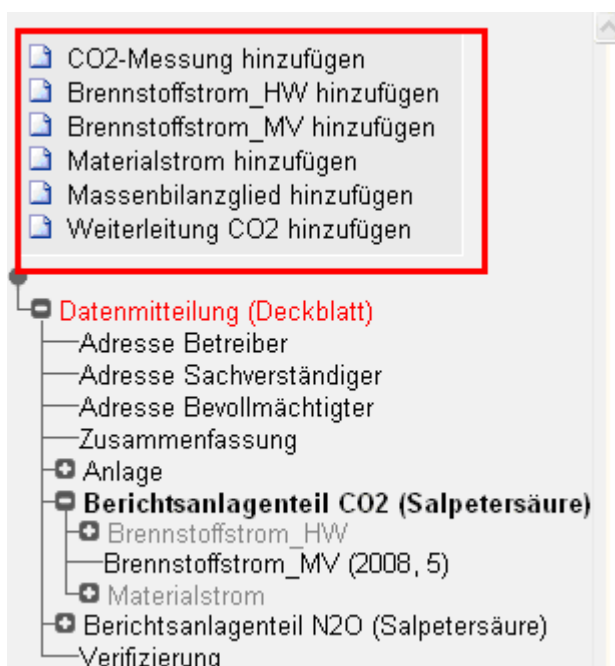 CO2-Messung hinzufügen
Brennstoffstrom_HW hinzufügen
Brennstoffstrom_MV hinzufügen
Materialstrom hinzufügen
Massenbilanzglied hinzufügen
Weiterleitung CO2 hinzufügen
Datenmitteilung (Deckblatt)
Adresse Betreiber
Adresse Sachverständiger
Adresse Bevollmächtigter
Zusammenfassung
Anlage
Berichtsanlagenteil CO2 (Salpetersäure)
Brennstoffstrom_HW
Brennstoffstrom_MV (2008, 5)
Materialstrom
Berichtsanlagenteil N2O (Salpetersäure)
Verifizierung